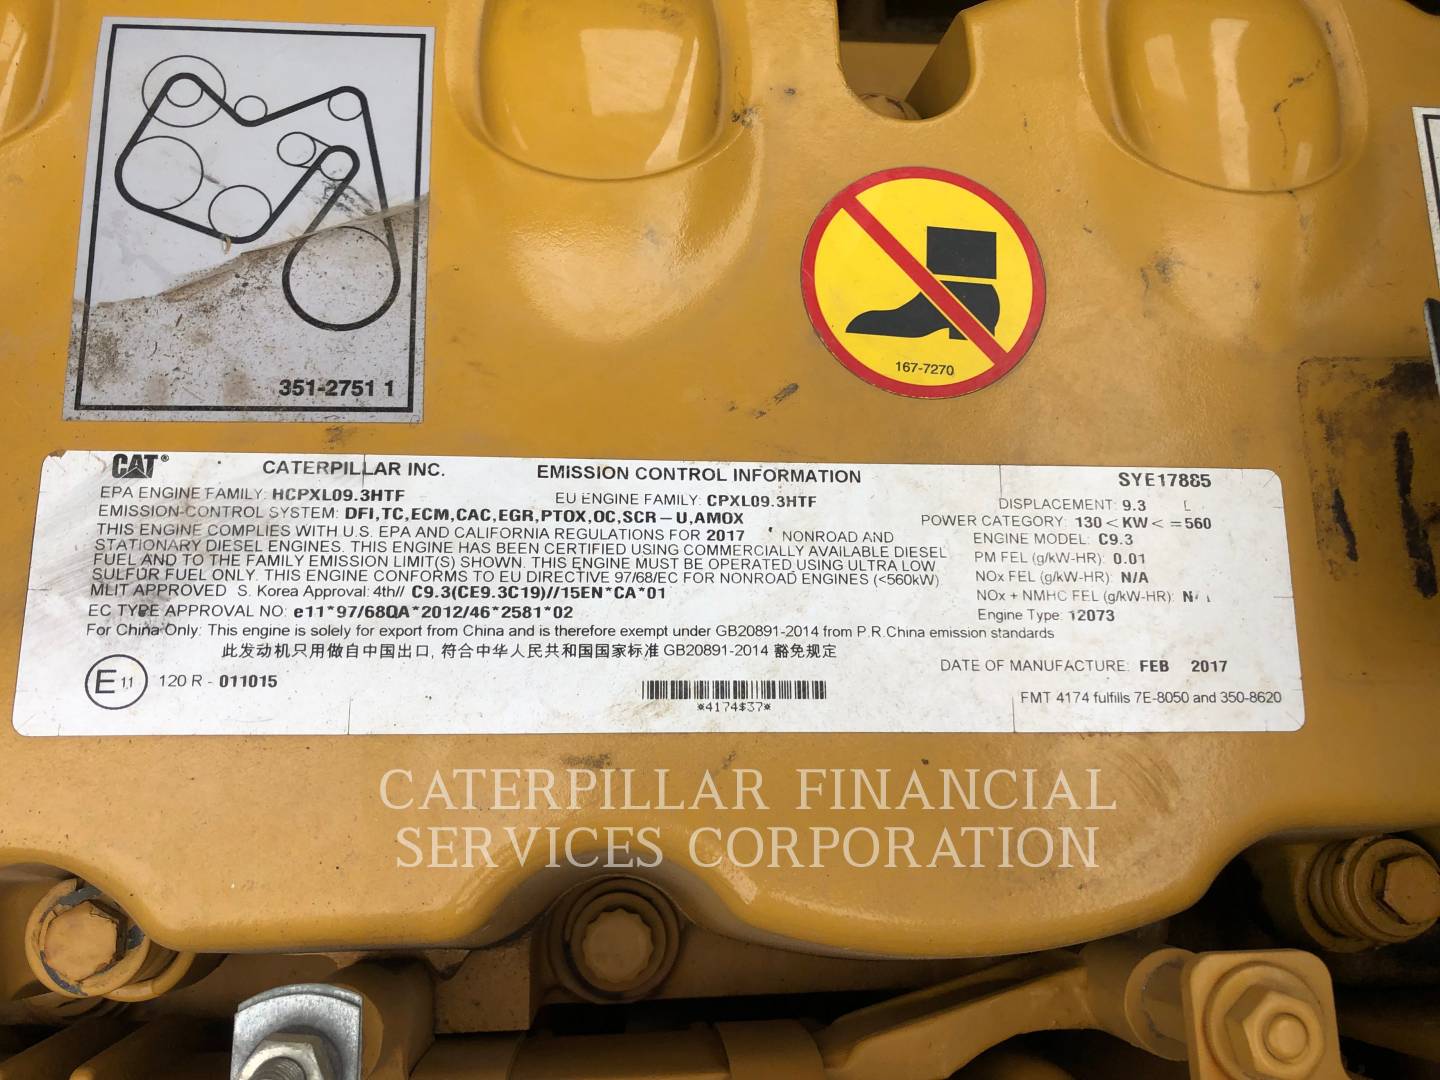 351-2751 1
167-7270
CAT® CATERPILLAR INC. EMISSION CONTROL INFORMATION SYE17885
EPA ENGINE FAMILY: HCPXL09.3HTF EU ENGINE FAMILY: CPXL09.3HTF DISPLACEMENT: 9.3 L
EMISSION-CONTROL SYSTEM: DFI,TC,ECM,CAC,EGR,PTOX,OC,SCR-U,AMOX POWER CATEGORY: 130<KW<=560
THIS ENGINE COMPLIES WITH U.S. EPA AND CALIFORNIA REGULATIONS FOR 2017 NONROAD AND ENGINE MODEL: C9.3
STATIONARY DIESEL ENGINES. THIS ENGINE HAS BEEN CERTIFIED USING COMMERCIALLY AVAILABLE DIESEL PM FEL (g/kW-HR): 0.01
FUEL AND TO THE FAMILY EMISSION LIMIT(S) SHOWN. THIS ENGINE MUST BE OPERATED USING ULTRA LOW
SULFUR FUEL ONLY. THIS ENGINE CONFORMS TO EU DIRECTIVE 97/68/EC FOR NONROAD ENGINES (<560kW) NOx FEL (g/kW-HR): N/A
MLIT APPROVED S. Korea Approval: 4th// C9.3(CE9.3C19)//15EN*CA*01 NOx + NMHC FEL (g/kW-HR):
EC TYPE APPROVAL NO: e11*97/68QA*2012/46*2581*02 Engine Type: 12073
For China Only: This engine is solely for export from China and is therefore exempt under GB20891-2014 from P.R.China emission standards
此发动机只用做自中国出口, 符合中华人民共和国国家标准 GB20891-2014 豁免规定
DATE OF MANUFACTURE: FEB 2017
E 11 120 R - 011015
*4174$37*
FMT 4174 fulfills 7E-8050 and 350-8620
CATERPILLAR FINANCIAL
SERVICES CORPORATION